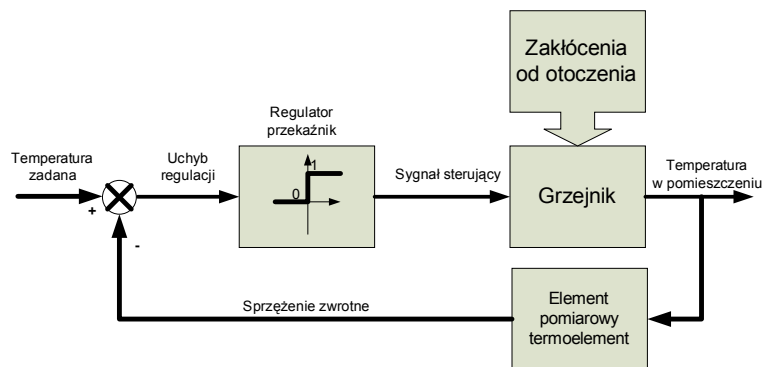 Zakłócenia
od otoczenia
Regulator
przekaźnik
Temperatura
zadana
Uchyb
regulacji
1
0
Sygnał sterujący
Grzejnik
Temperatura
w pomieszczeniu
+
-
Sprzężenie zwrotne
Element
pomiarowy
termoelement